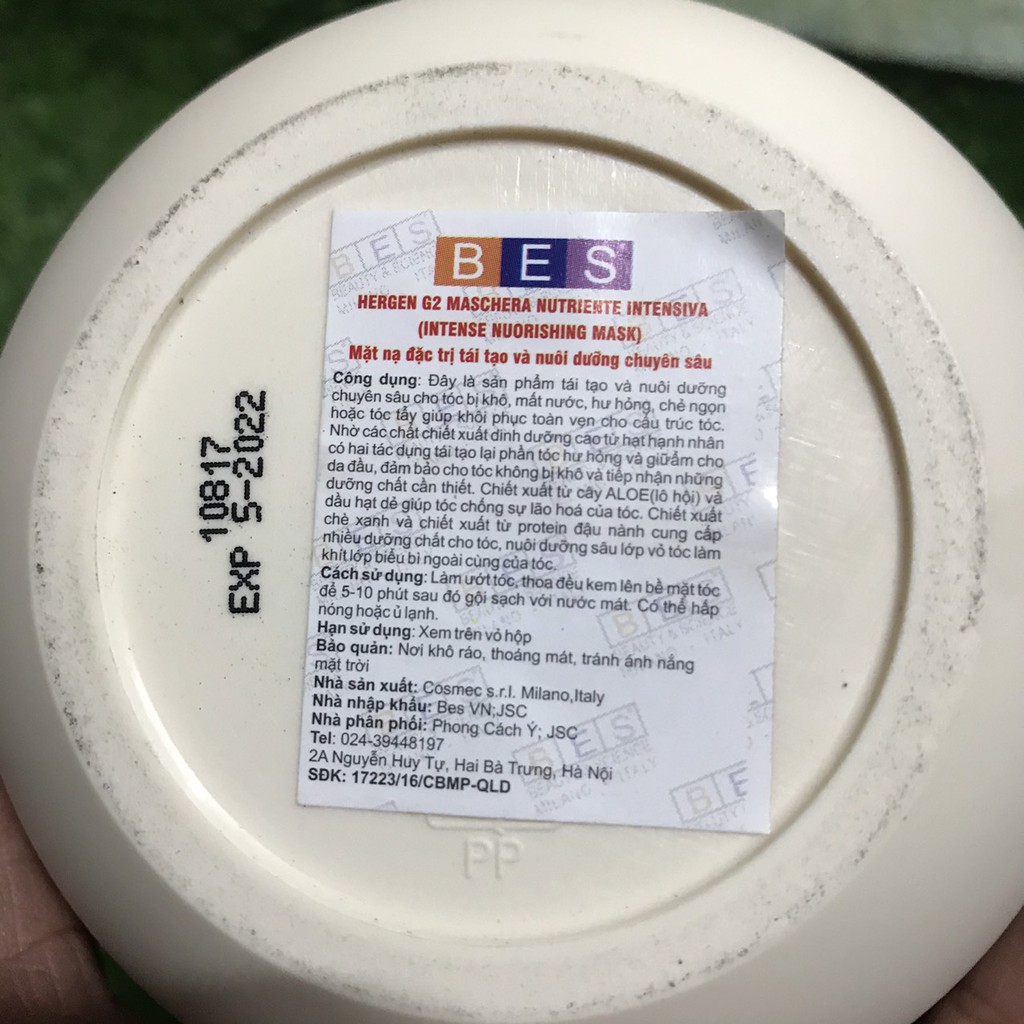 BES
HERGEN G2 MASCHERA NUTRIENTE INTENSIVA
(INTENSE NUORISHING MASK)
Mặt nạ đặc trị tái tạo và nuôi dưỡng chuyên sâu
Công dụng: Đây là sản phẩm tái tạo và nuôi dưỡng
chuyên sâu cho tóc bị khô, mất nước, hư hỏng, chẻ ngọn
hoặc tóc tẩy giúp khôi phục toàn vẹn cho cấu trúc tóc.
Nhờ các chất chiết xuất dinh dưỡng cao từ hạt hạnh nhân
có hai tác dụng tái tạo lại phần tóc hư hỏng và giữ ẩm cho
da đầu, đảm bảo cho tóc không bị khô và tiếp nhận những
dưỡng chất cần thiết. Chiết xuất từ cây ALOE(lô hội) và
dầu hạt dẻ giúp tóc chống sự lão hoá của tóc. Chiết xuất
chè xanh và chiết xuất từ protein đậu nành cung cấp
nhiều dưỡng chất cho tóc, nuôi dưỡng sâu lớp vỏ tóc làm
khít lớp biểu bì ngoài cùng của tóc.
Cách sử dụng: Làm ướt tóc, thoa đều kem lên bề mặt tóc
để 5-10 phút sau đó gội sạch với nước mát. Có thể hấp
nóng hoặc ủ lạnh.
Hạn sử dụng: Xem trên vỏ hộp
Bảo quản: Nơi khô ráo, thoáng mát, tránh ánh nắng
mặt trời
Nhà sản xuất: Cosmec s.r.l. Milano,Italy
Nhà nhập khẩu: Bes VN;JSC
Nhà phân phối: Phong Cách Ý; JSC
Tel: 024-39448197
2A Nguyễn Huy Tự, Hai Bà Trưng, Hà Nội
SĐK: 17223/16/CBMP-QLD
10817
EXP 5-2022
PP